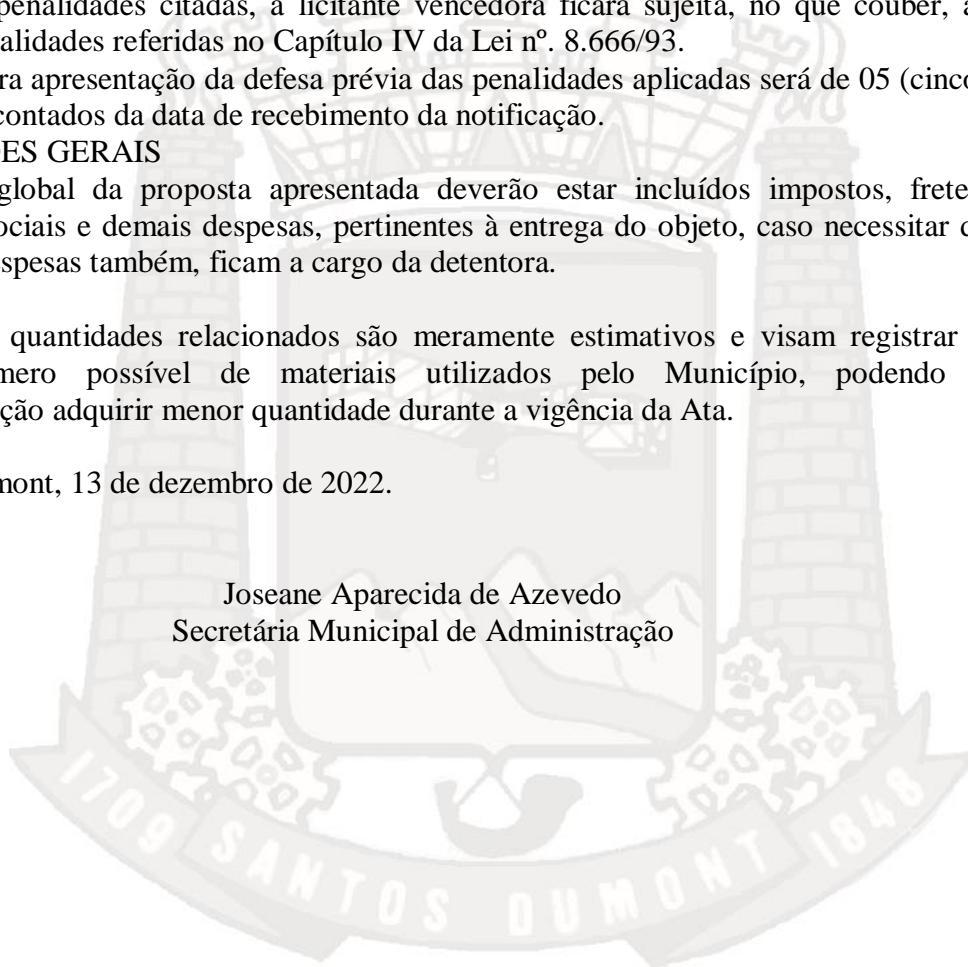 penalidades citadas, a licitante vencedora ficará sujeita, no que couber, a
alidades referidas no Capítulo IV da Lei nº. 8.666/93.
ra apresentação da defesa prévia das penalidades aplicadas será de 05 (cinco
contados da data de recebimento da notificação.
ES GERAIS
global da proposta apresentada deverão estar incluídos impostos, frete
ociais e demais despesas, pertinentes à entrega do objeto, caso necessitar d
espesas também, ficam a cargo da detentora.
quantidades relacionados são meramente estimativos e visam registrar
mero possível de materiais utilizados pelo Município, podendo
ção adquirir menor quantidade durante a vigência da Ata.
mont, 13 de dezembro de 2022.
Joseane Aparecida de Azevedo
Secretária Municipal de Administração
1709 SANTOS DUMONT 1848